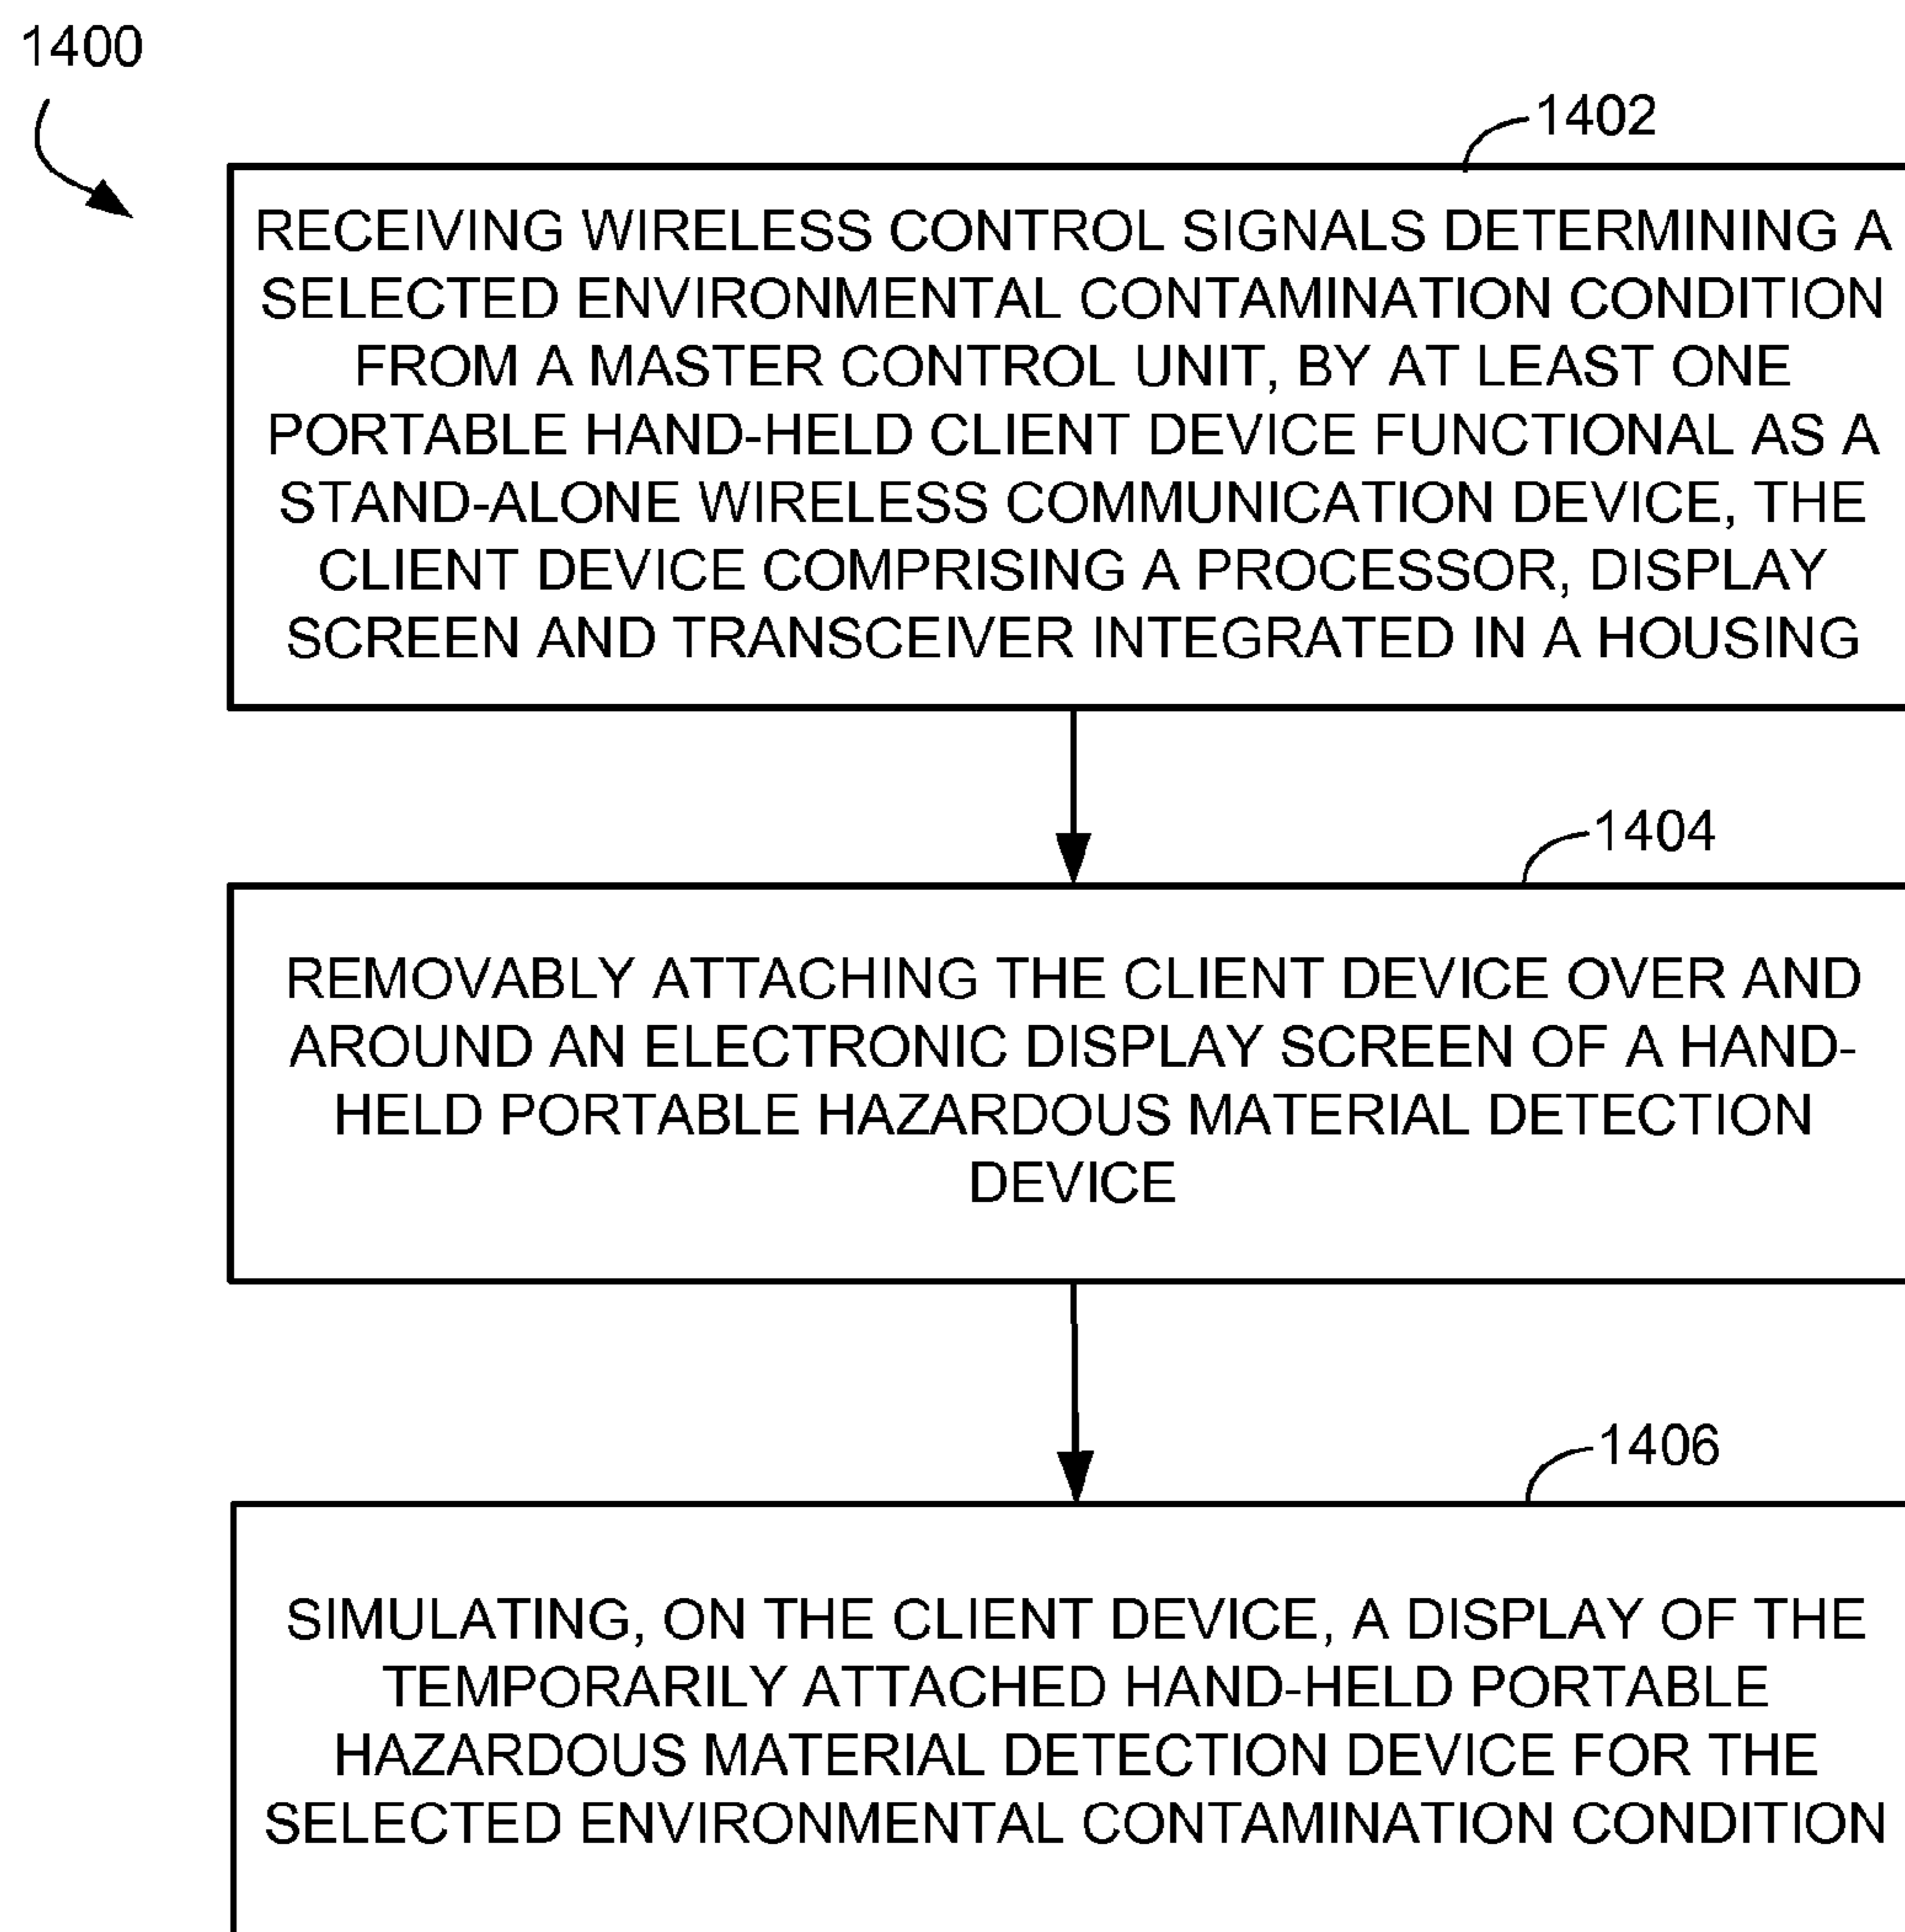 1400
1402
RECEIVING WIRELESS CONTROL SIGNALS DETERMINING A
SELECTED ENVIRONMENTAL CONTAMINATION CONDITION
FROM A MASTER CONTROL UNIT, BY AT LEAST ONE
PORTABLE HAND-HELD CLIENT DEVICE FUNCTIONAL AS A
STAND-ALONE WIRELESS COMMUNICATION DEVICE, THE
CLIENT DEVICE COMPRISING A PROCESSOR, DISPLAY
SCREEN AND TRANSCEIVER INTEGRATED IN A HOUSING
1404
REMOVABLY ATTACHING THE CLIENT DEVICE OVER AND
AROUND AN ELECTRONIC DISPLAY SCREEN OF A HAND-
HELD PORTABLE HAZARDOUS MATERIAL DETECTION
DEVICE
1406
SIMULATING, ON THE CLIENT DEVICE, A DISPLAY OF THE
TEMPORARILY ATTACHED HAND-HELD PORTABLE
HAZARDOUS MATERIAL DETECTION DEVICE FOR THE
SELECTED ENVIRONMENTAL CONTAMINATION CONDITION